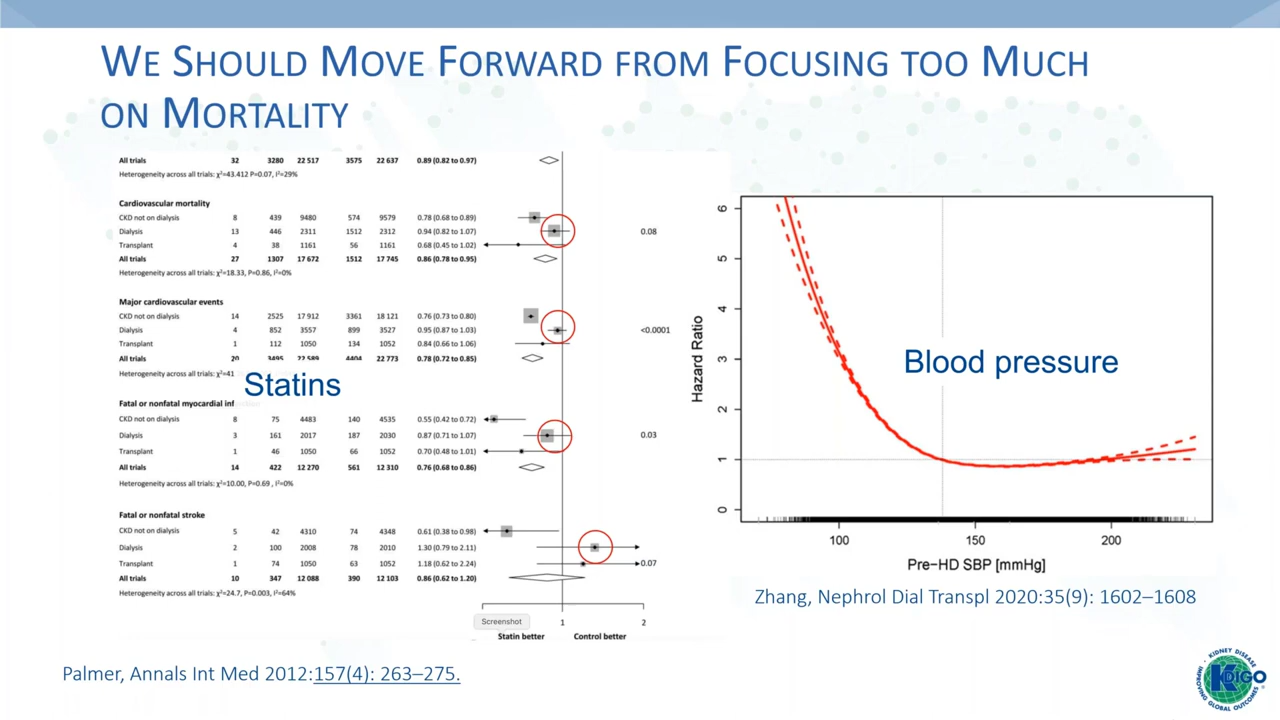 WE SHOULD MOVE FORWARD FROM FOCUSING TOO MUCH
ON MORTALITY
All trials 32 3280 22 517 3575 22 637 0.89 (0.82 to 0.97)
Heterogeneity across all trials: χ²=43.412 P=0.07, I²=29%
Cardiovascular mortality
CKD not on dialysis 8 439 9480 574 9579 0.78 (0.68 to 0.89)
Dialysis 13 446 2311 1512 2312 0.94 (0.82 to 1.07) 0.08
Transplant 4 38 1161 56 1161 0.68 (0.45 to 1.02)
All trials 27 1307 17 672 1512 17 745 0.86 (0.78 to 0.95)
Heterogeneity across all trials: χ²=18.33, P=0.86, I²=0%
Major cardiovascular events
CKD not on dialysis 14 2525 17 912 3361 18 121 0.76 (0.73 to 0.80)
Dialysis 4 852 3557 899 3527 0.95 (0.87 to 1.03) <0.0001
Transplant 1 112 1050 134 1052 0.84 (0.66 to 1.06)
All trials 20 3495 22 589 4404 22 773 0.78 (0.72 to 0.85)
Heterogeneity across all trials: χ²=41
Statins
Fatal or nonfatal myocardial inf
CKD not on dialysis 8 75 4483 140 4535 0.55 (0.42 to 0.72)
Dialysis 3 161 2017 187 2030 0.87 (0.71 to 1.07) 0.03
Transplant 1 46 1050 66 1052 0.70 (0.48 to 1.01)
All trials 14 422 12 270 561 12 310 0.76 (0.68 to 0.86)
Heterogeneity across all trials: χ²=10.00, P=0.69 , I²=0%
Fatal or nonfatal stroke
CKD not on dialysis 5 42 4310 74 4348 0.61 (0.38 to 0.98)
Dialysis 2 100 2008 78 2010 1.30 (0.79 to 2.11)
Transplant 1 74 1050 63 1052 1.18 (0.62 to 2.24) 0.07
All trials 10 347 12 088 390 12 103 0.86 (0.62 to 1.20)
Heterogeneity across all trials: χ²=24.7, P=0.003, I²=64%
Screenshot 1 2
Statin better Control better
Palmer, Annals Int Med 2012:157(4): 263–275.
Hazard Ratio
6
5
4
3
2
1
0
Blood pressure
100 150 200
Pre-HD SBP [mmHg]
Zhang, Nephrol Dial Transpl 2020:35(9): 1602–1608
KIDNEY DISEASE
KDIGO
IMPROVING GLOBAL OUTCOMES